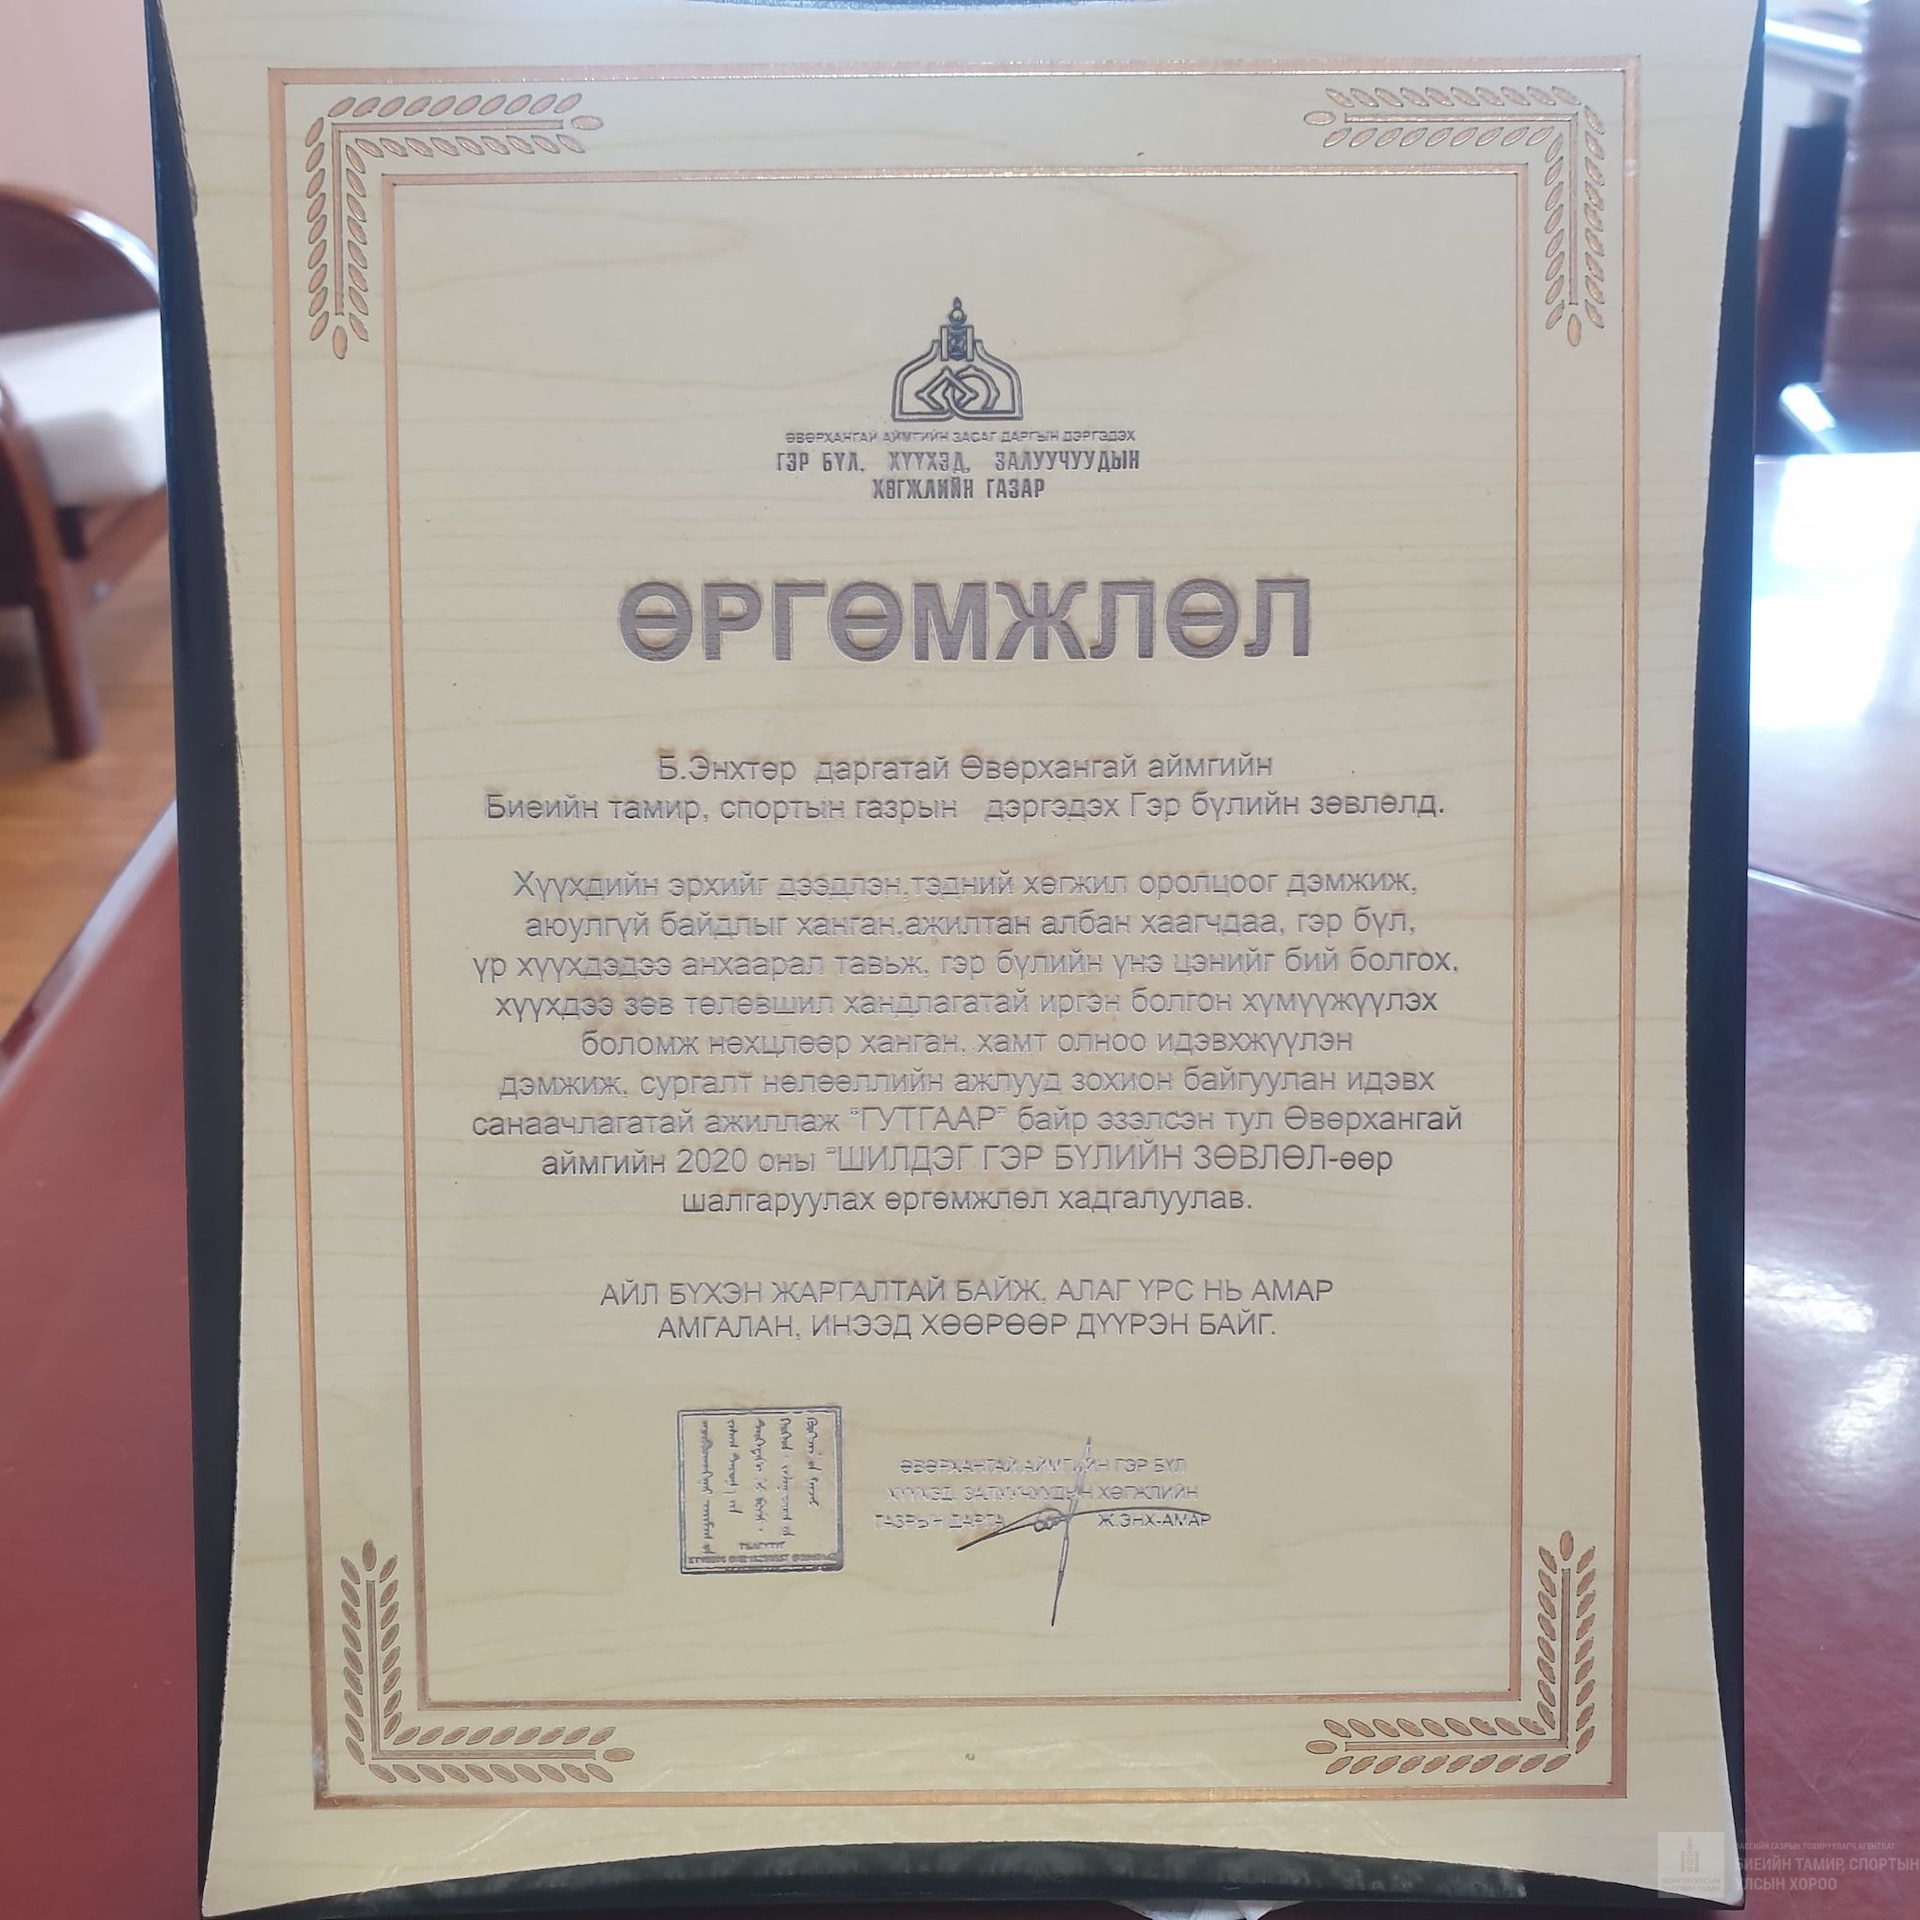 ӨВӨРХАНГАЙ АЙМГИЙН ЗАСАГ ДАРГЫН ДЭРГЭДЭХ
ГЭР БҮЛ, ХҮҮХЭД, ЗАЛУУЧУУДЫН
ХӨГЖЛИЙН ГАЗАР
ӨРГӨМЖЛӨЛ
Б.Энхтөр даргатай Өвөрхангай аймгийн
Биеийн тамир, спортын газрын дэргэдэх Гэр бүлийн зөвлөлд.
Хүүхдийн эрхийг дээдлэн,тэдний хөгжил оролцоог дэмжиж,
аюулгүй байдлыг ханган,ажилтан албан хаагчдаа, гэр бүл,
үр хүүхдэдээ анхаарал тавьж, гэр бүлийн үнэ цэнийг бий болгох,
хүүхдээ зөв төлөвшил хандлагатай иргэн болгон хүмүүжүүлэх
боломж нөхцлөөр ханган, хамт олноо идэвхжүүлэн
дэмжиж, сургалт нөлөөллийн ажлууд зохион байгуулан идэвх
санаачлагатай ажиллаж "ГУТГААР" байр эзэлсэн тул Өвөрхангай
аймгийн 2020 оны "ШИЛДЭГ ГЭР БҮЛИЙН ЗӨВЛӨЛ-өөр
шалгаруулах өргөмжлөл хадгалуулав.
АЙЛ БҮХЭН ЖАРГАЛТАЙ БАЙЖ, АЛАГ ҮРС НЬ АМАР
АМГАЛАН, ИНЭЭД ХӨӨРӨӨР ДҮҮРЭН БАЙГ.
ӨВӨРХАНГАЙ АЙМГИЙН ГЭР БҮЛ
ХҮҮХЭД, ЗАЛУУЧУУДЫН ХӨГЖЛИЙН
ГАЗРЫН ДАРГА Ж.ЭНХ-АМАР
ЗАСГИЙН ГАЗРЫН ТОХИРУУЛАГЧ АГЕНТЛАГ
БИЕИЙН ТАМИР, СПОРТЫН
УЛСЫН ХОРОО